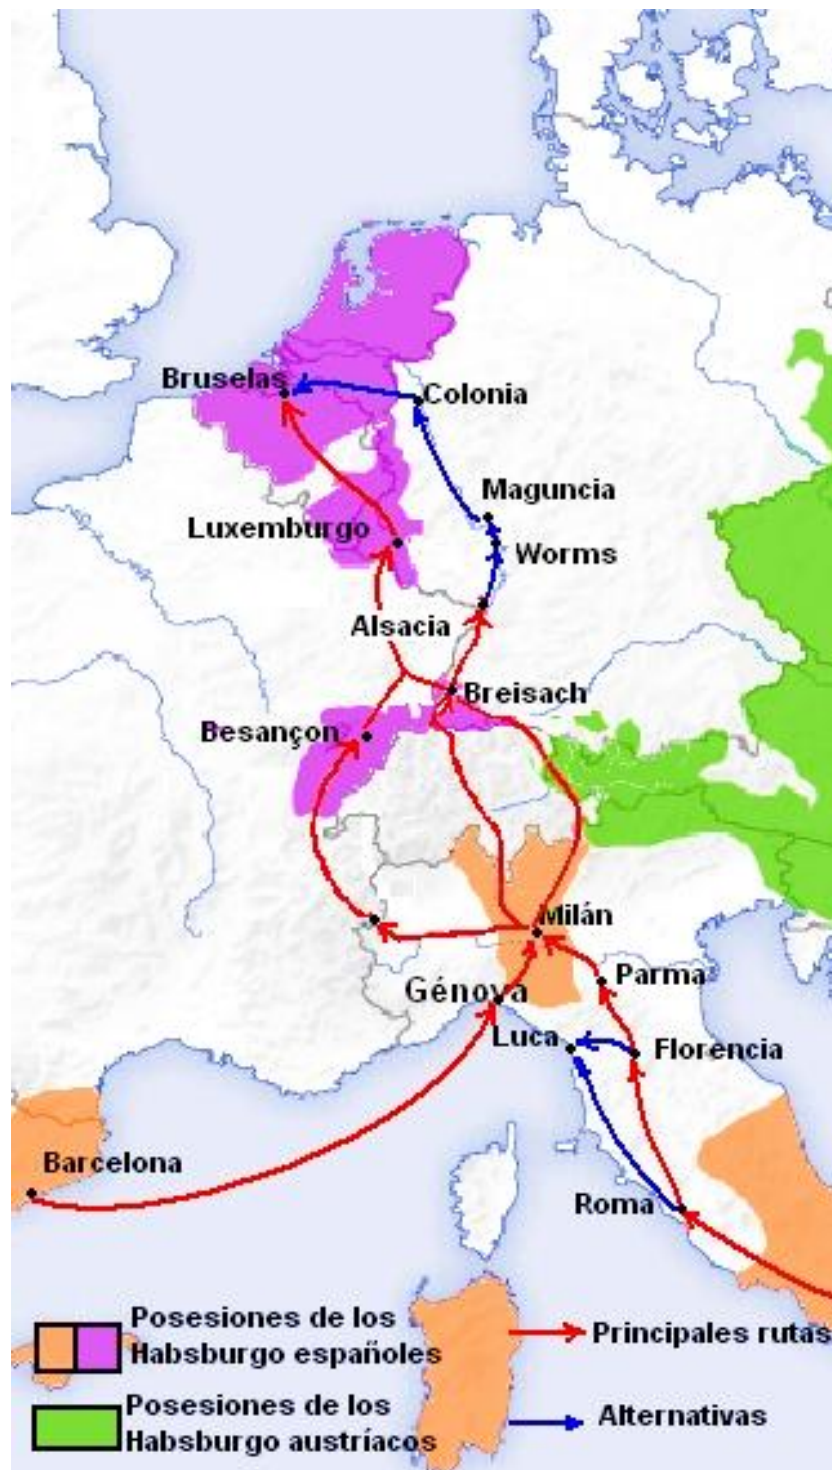 Bruselas
Colonia
Maguncia
Luxemburgo
Worms
Alsacia
Breisach
Besançon
Milán
Parma
Génova
Luca
Florencia
Barcelona
Roma
Posesiones de los
Habsburgo españoles
Principales rutas
Posesiones de los
Habsburgo austríacos
Alternativas